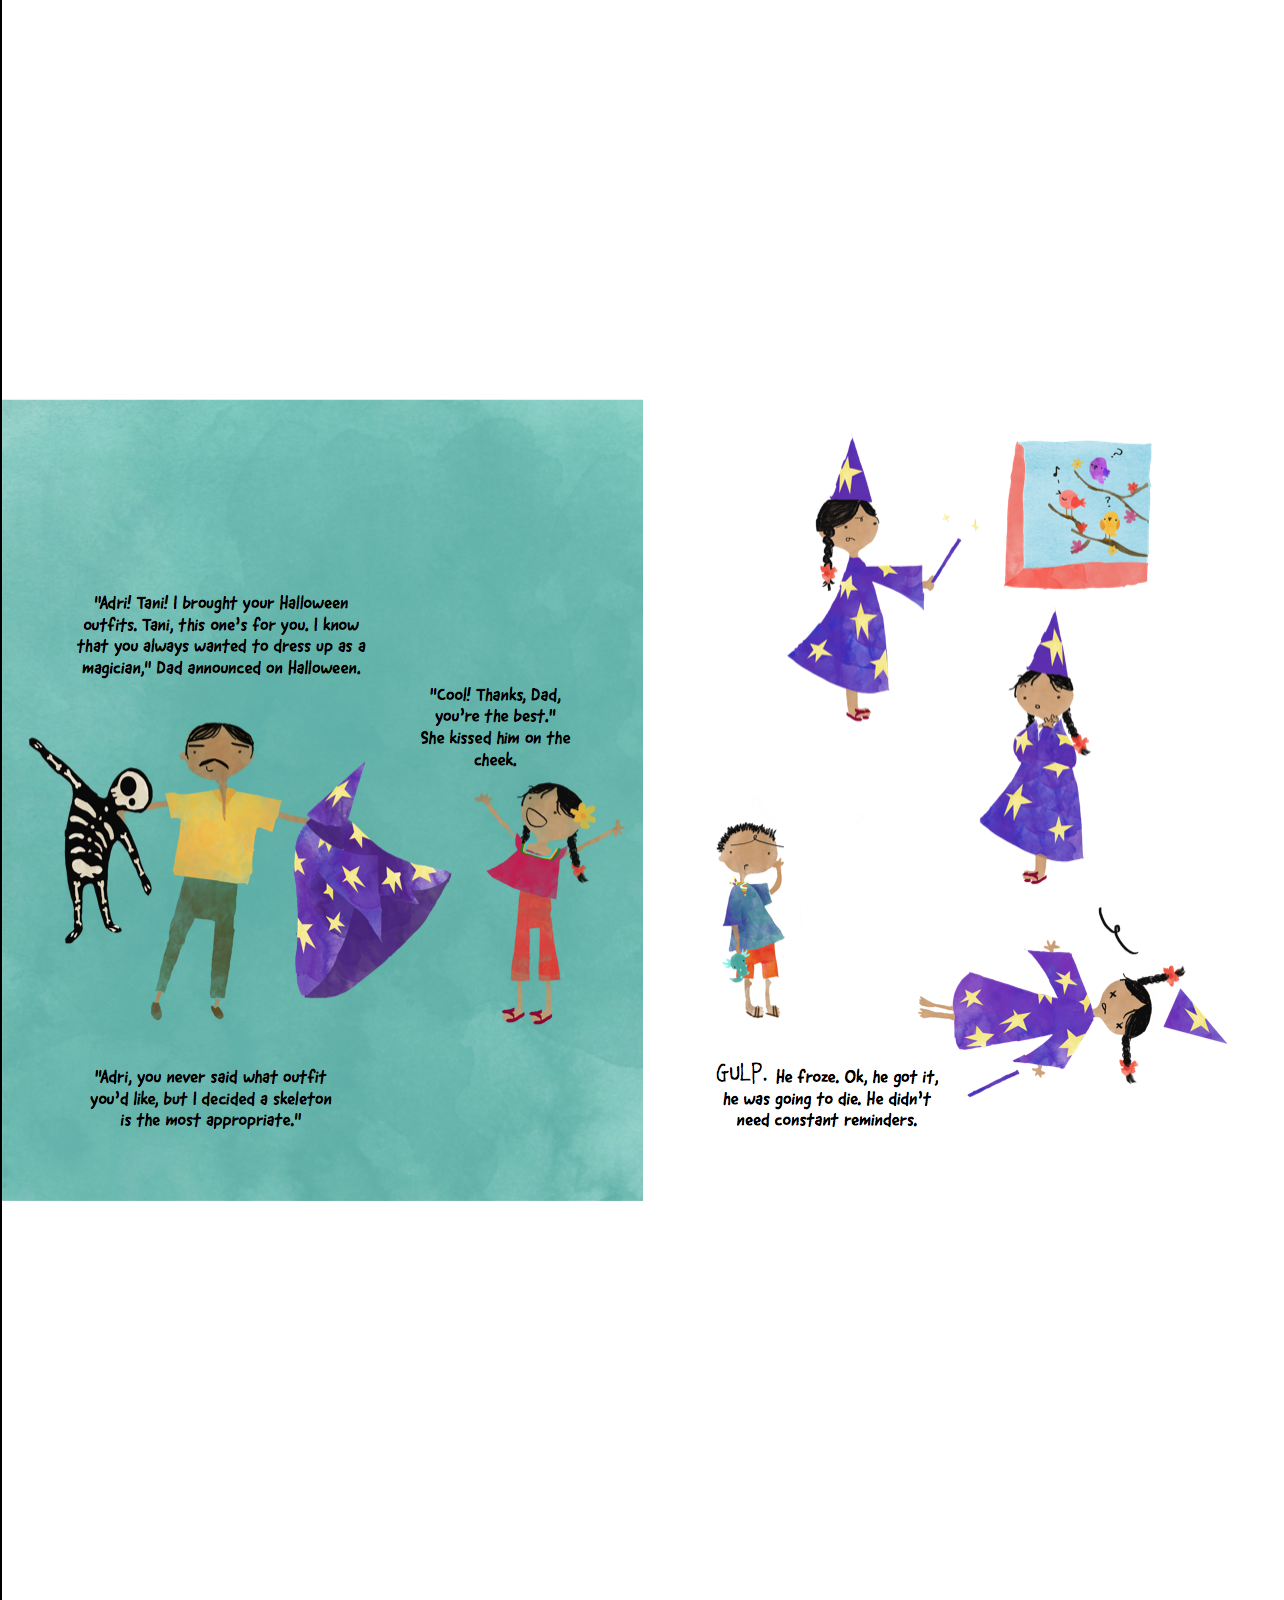 "Adri! Tani! I brought your Halloween
outfits. Tani, this one's for you. I know
that you always wanted to dress up as a
magician," Dad announced on Halloween.
"Cool! Thanks, Dad,
you're the best."
She kissed him on the
cheek.
"Adri, you never said what outfit
you'd like, but I decided a skeleton
is the most appropriate."
?
?
GULP. He froze. Ok, he got it,
he was going to die. He didn't
need constant reminders.